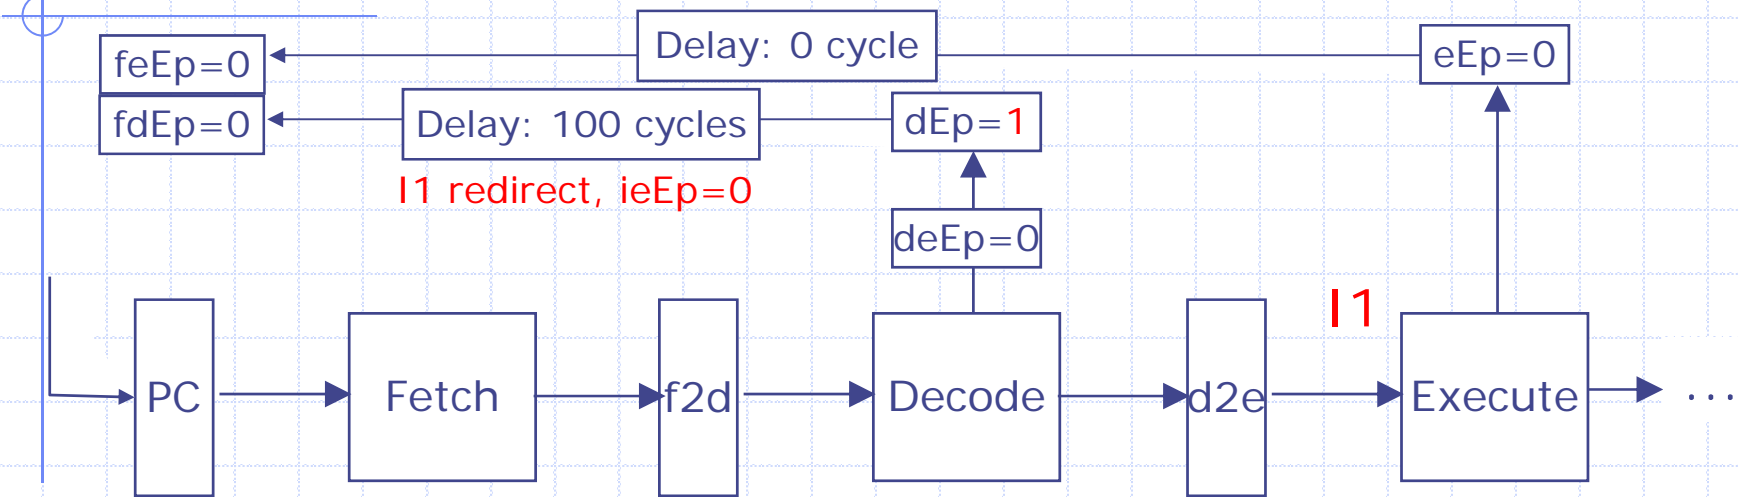 Delay: 0 cycle
feEp=0
eEp=0
fdEp=0
Delay: 100 cycles
dEp=1
I1 redirect, ieEp=0
deEp=0
I1
PC
Fetch
f2d
Decode
d2e
Execute
...